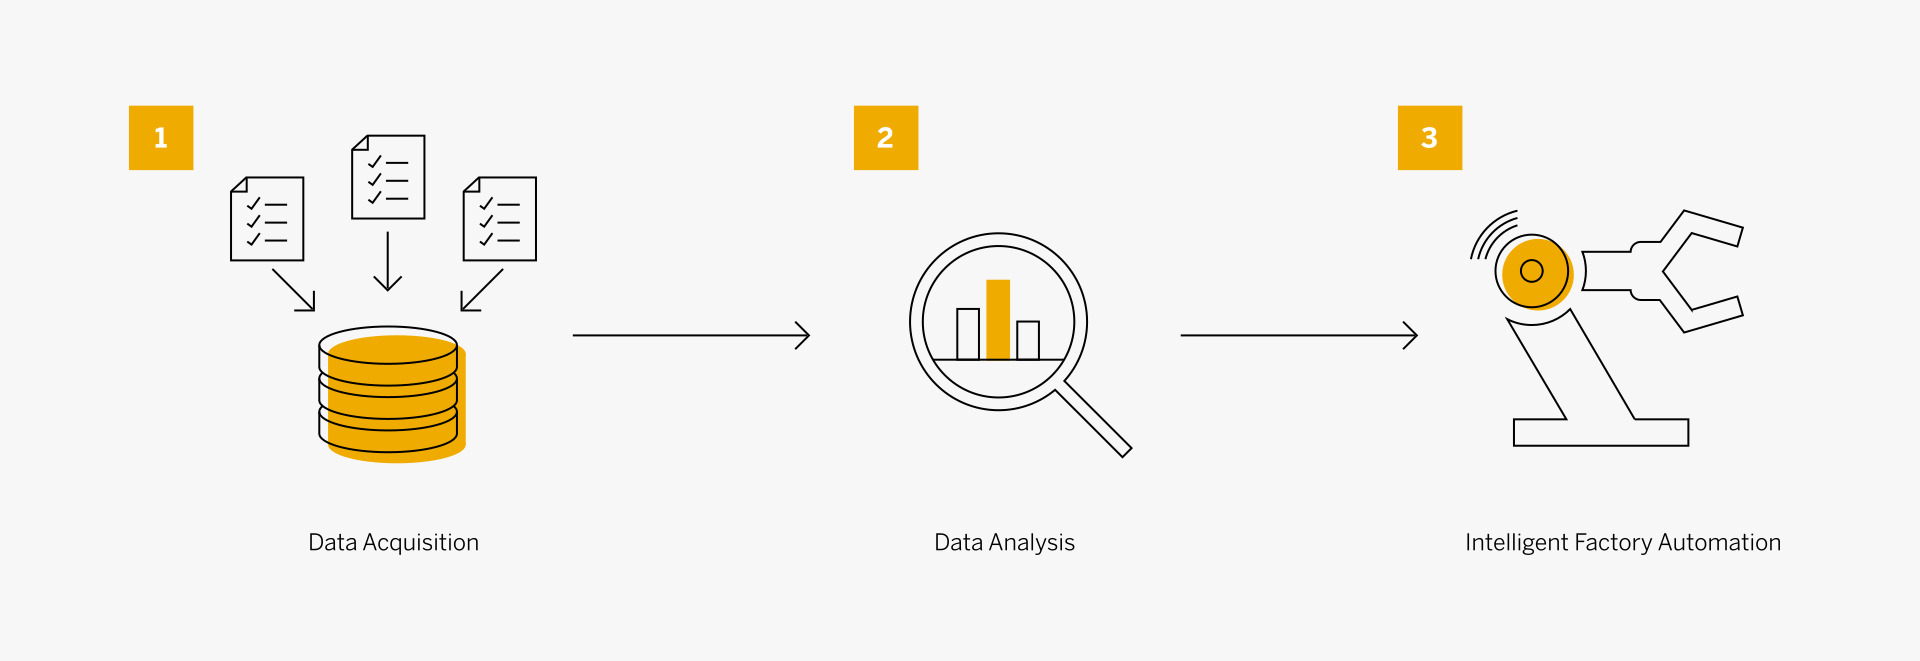 1
2
3
Data Acquisition
Data Analysis
Intelligent Factory Automation